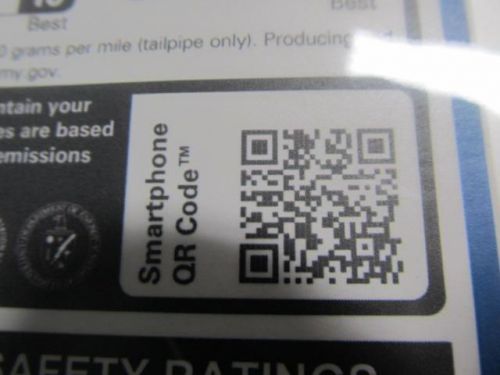 Best
Best
0 grams per mile (tailpipe only). Producing
my.gov.
ntain your
es are based
emissions
Smartphone
QR Code™
SAFETY RATINGS